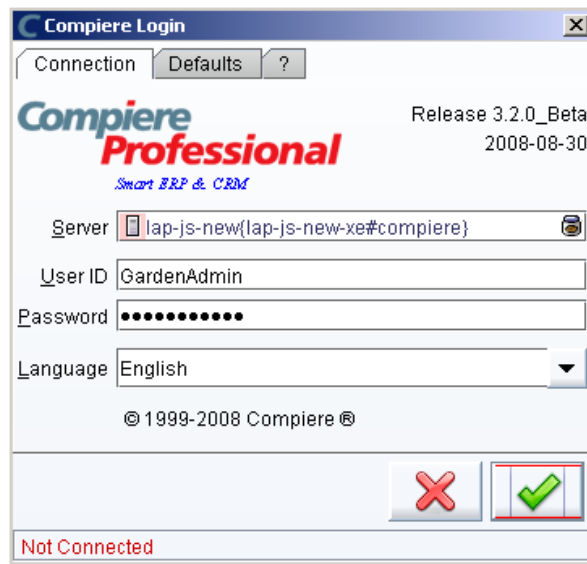 Compiere Login
Connection Defaults ?
Compiere Release 3.2.0_Beta
Professional 2008-08-30
Smart ERP & CRM
Server lap-js-new{lap-js-new-xe#compiere}
User ID GardenAdmin
Password •••••••••••
Language English
© 1999-2008 Compiere ®
Not Connected